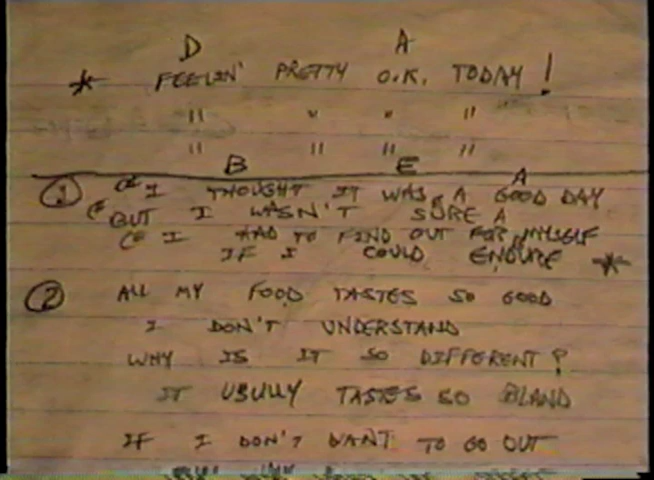 D A
* FEELIN' PRETTY O.K. TODAY!
" " " "
" " " "
B E A
① I THOUGHT IT WAS A GOOD DAY
BUT I WASN'T SURE A
I HAD TO FIND OUT FOR MYSELF
IF I COULD ENDURE *
② ALL MY FOOD TASTES SO GOOD
I DON'T UNDERSTAND
WHY IS IT SO DIFFERENT?
IT USULLY TASTES SO BLAND
IF I DON'T WANT TO GO OUT